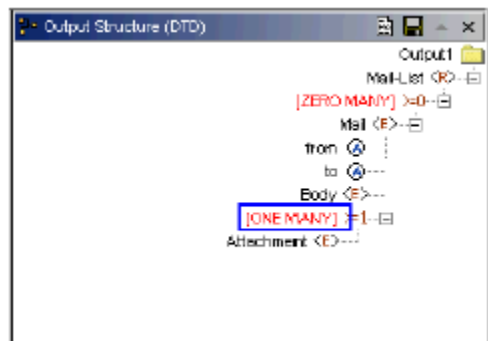 Output Structure (DTD)
Output1
Mail-List <R>
[ZERO MANY] >=0
Mail <E>
from A
to A
Body <E>
[ONE MANY] >=1
Attachment <E>